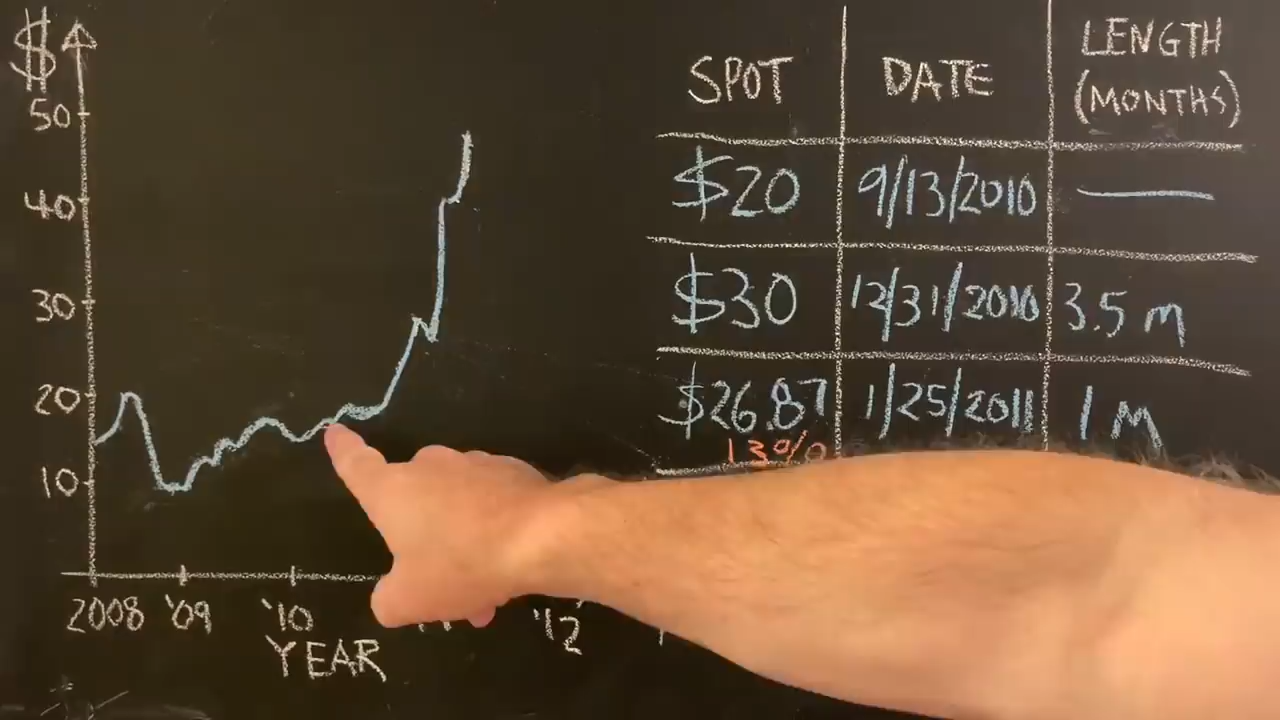 $
50
40
30
20
10
2008 '09 '10 '12
YEAR
SPOT DATE LENGTH
(MONTHS)
$20 9/13/2010 —
$30 12/31/2010 3.5 m
$26.87 1/25/2011 1 M
13%